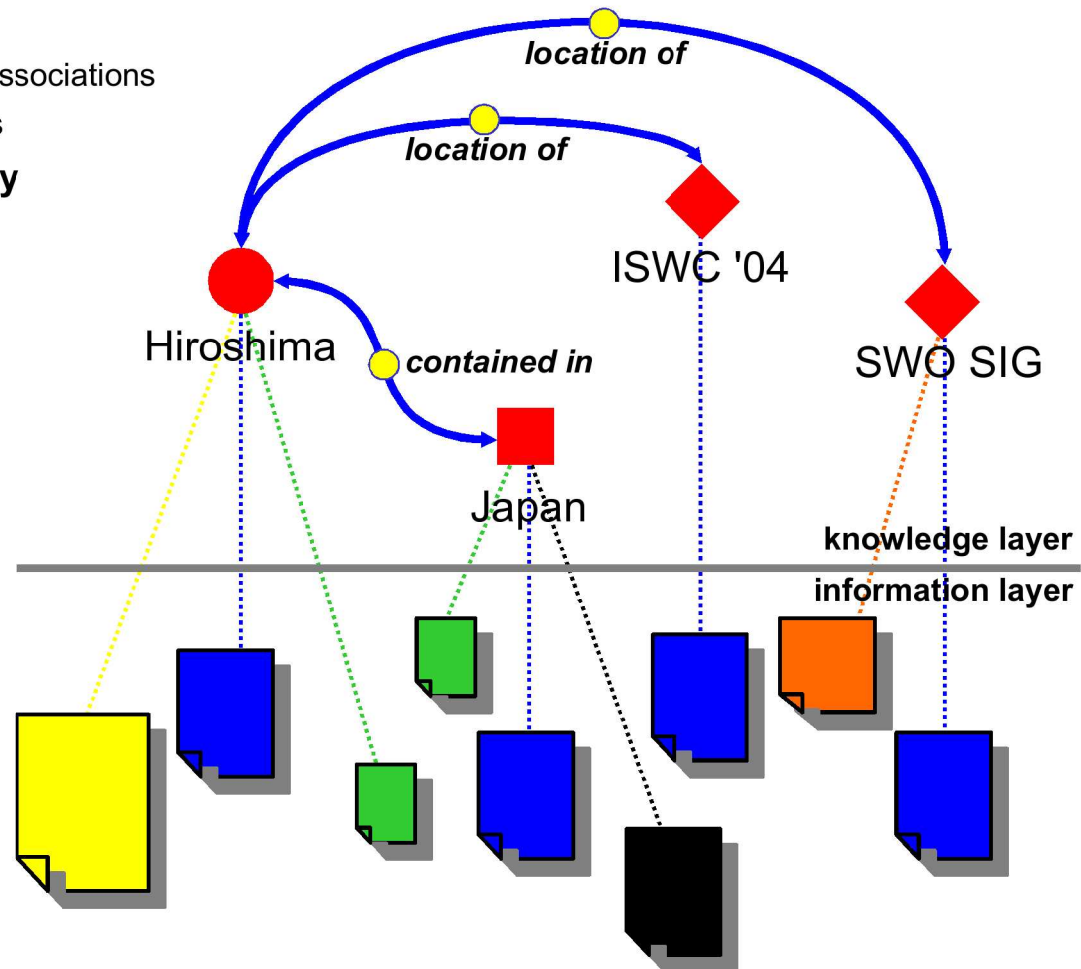 location of
ssociations
s
location of
y
ISWC '04
Hiroshima
contained in
SWO SIG
Japan
knowledge layer
information layer